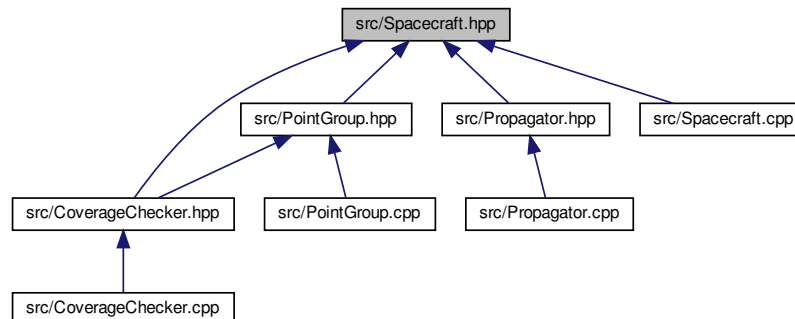 src/Spacecraft.hpp
src/PointGroup.hpp
src/Propagator.hpp
src/Spacecraft.cpp
src/CoverageChecker.hpp
src/PointGroup.cpp
src/Propagator.cpp
src/CoverageChecker.cpp